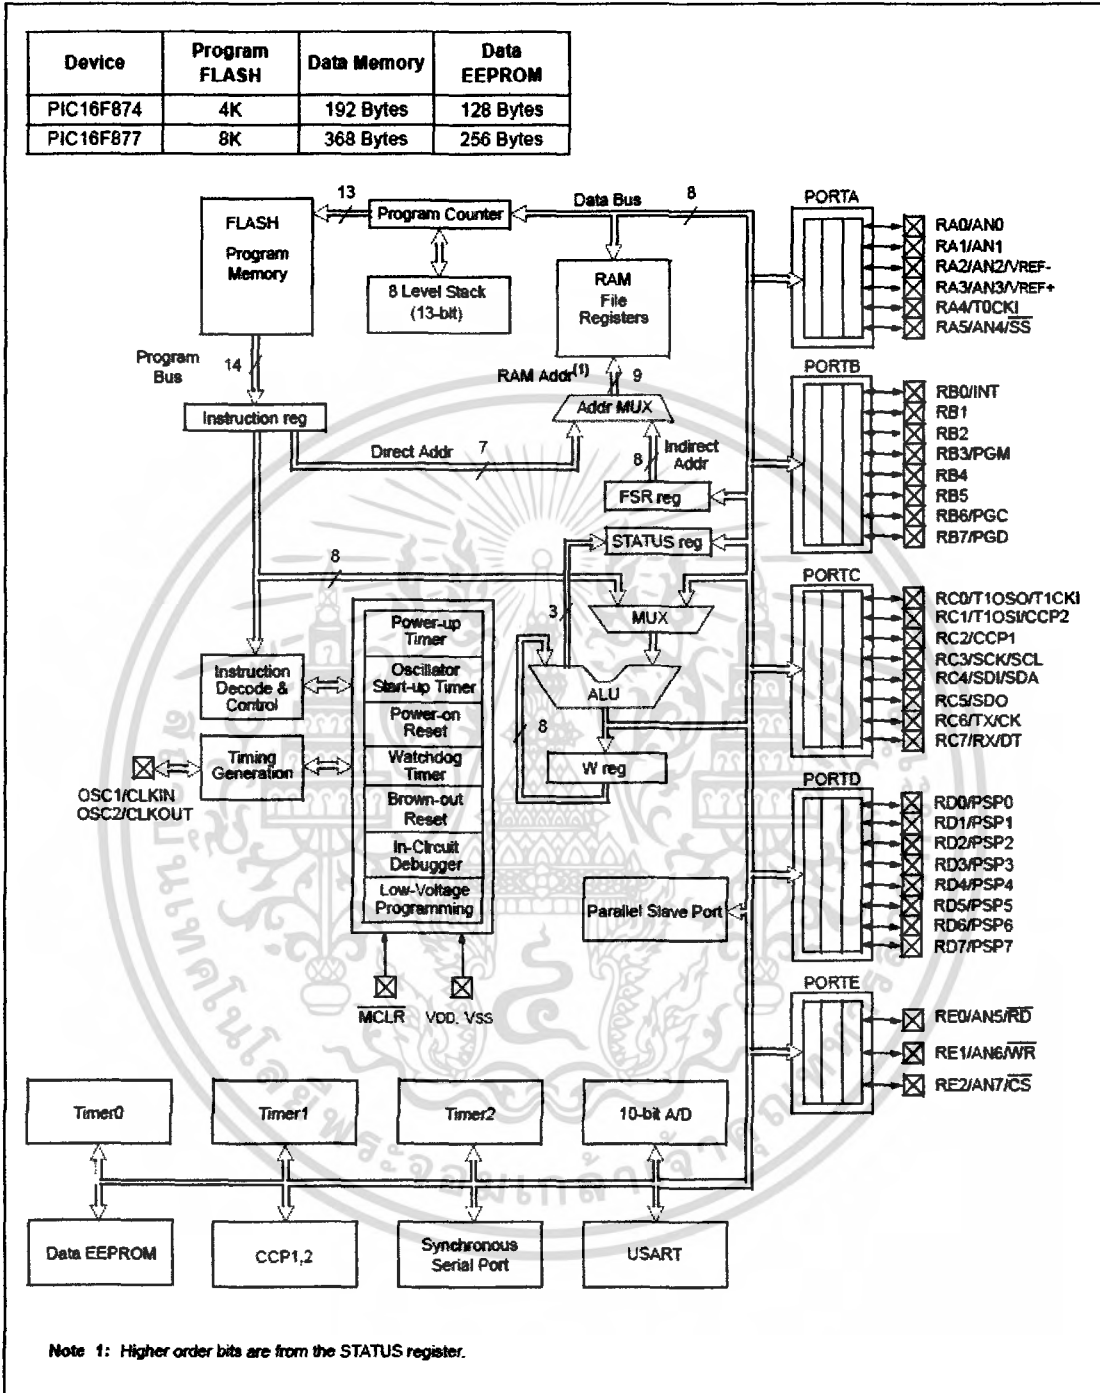 Device Program FLASH Data Memory Data EEPROM
PIC16F874 4K 192 Bytes 128 Bytes
PIC16F877 8K 368 Bytes 256 Bytes
FLASH
Program
Memory
13
Program Counter
Data Bus
8
8 Level Stack
(13-bit)
RAM
File
Registers
Program
Bus
14
RAM Addr(1)
9
Instruction reg
Addr MUX
Direct Addr
7
8
Indirect
Addr
FSR reg
STATUS reg
8
3
MUX
Power-up
Timer
Oscillator
Start-up Timer
Power-on
Reset
Watchdog
Timer
Brown-out
Reset
In-Circuit
Debugger
Low-Voltage
Programming
Instruction
Decode &
Control
Timing
Generation
OSC1/CLKIN
OSC2/CLKOUT
ALU
8
W reg
Parallel Slave Port
MCLR
VDD, VSS
PORTA
RA0/AN0
RA1/AN1
RA2/AN2/VREF-
RA3/AN3/VREF+
RA4/T0CKI
RA5/AN4/SS
PORTB
RB0/INT
RB1
RB2
RB3/PGM
RB4
RB5
RB6/PGC
RB7/PGD
PORTC
RC0/T1OSO/T1CKI
RC1/T1OSI/CCP2
RC2/CCP1
RC3/SCK/SCL
RC4/SDI/SDA
RC5/SDO
RC6/TX/CK
RC7/RX/DT
PORTD
RD0/PSP0
RD1/PSP1
RD2/PSP2
RD3/PSP3
RD4/PSP4
RD5/PSP5
RD6/PSP6
RD7/PSP7
PORTE
RE0/AN5/RD
RE1/AN6/WR
RE2/AN7/CS
Timer0
Timer1
Timer2
10-bit A/D
Data EEPROM
CCP1,2
Synchronous
Serial Port
USART
Note 1: Higher order bits are from the STATUS register.